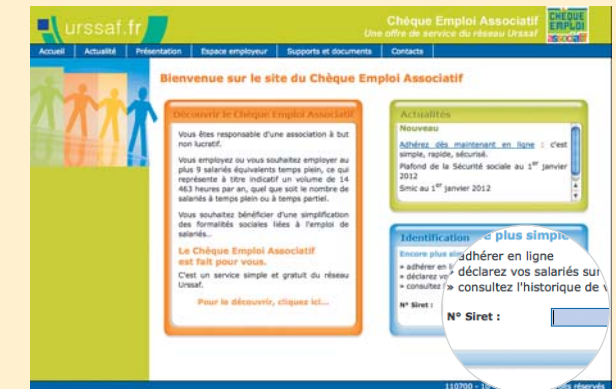 urssaf.fr
Chèque Emploi Associatif
Une offre de service du réseau Urssaf
CHEQUE
EMPLOI
ASSOCIATIF
Accueil Actualité Présentation Espace employeur Supports et documents Contacts
Bienvenue sur le site du Chèque Emploi Associatif
Découvrir le Chèque Emploi Associatif
Vous êtes responsable d'une association à but
non lucratif.
Vous employez ou vous souhaitez employer au
plus 9 salariés équivalents temps plein, ce qui
représente à titre indicatif un volume de 14
463 heures par an, quel que soit le nombre de
salariés à temps plein ou à temps partiel.
Vous souhaitez bénéficier d'une simplification
des formalités sociales liées à l'emploi de
salariés...
Le Chèque Emploi Associatif
est fait pour vous.
C'est un service simple et gratuit du réseau
Urssaf.
Pour le découvrir, cliquez ici...
Actualités
Nouveau
Adhérez dès maintenant en ligne : c'est
simple, rapide, sécurisé.
Plafond de la Sécurité sociale au 1er janvier
2012
Smic au 1er janvier 2012
Identification
Encore plus
» adhérer en
» déclarez vo
» consultez
N° Siret :
plus simple
adhérer en ligne
déclarez vos salariés sur
» consultez l'historique de
N° Siret :
110700 -
réservés